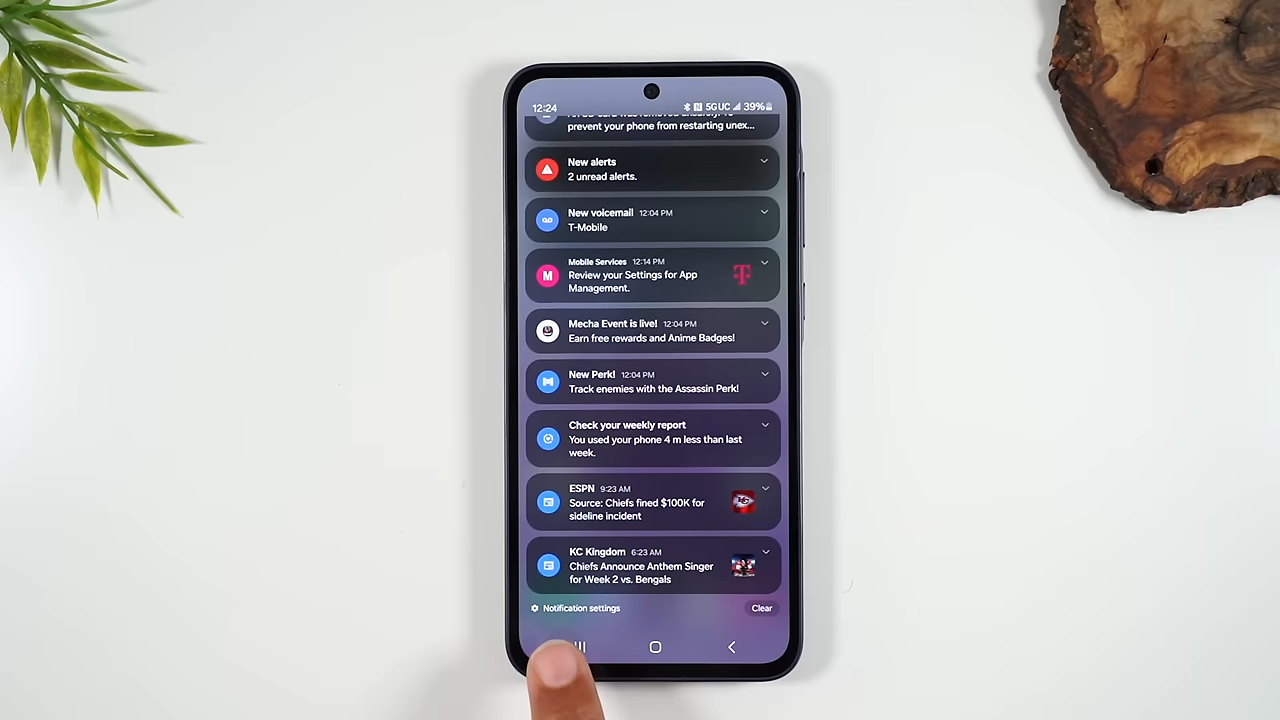 12:24
5GUC 39%
prevent your phone from restarting unex...
New alerts
2 unread alerts.
New voicemail 12:04 PM
T-Mobile
Mobile Services 12:14 PM
M
Review your Settings for App
T
Management.
Mecha Event is live! 12:04 PM
Earn free rewards and Anime Badges!
New Perk! 12:04 PM
Track enemies with the Assassin Perk!
Check your weekly report
You used your phone 4 m less than last
week.
ESPN 9:23 AM
Source: Chiefs fined $100K for
sideline incident
KC Kingdom 6:23 AM
Chiefs Announce Anthem Singer
for Week 2 vs. Bengals
Notification settings
Clear